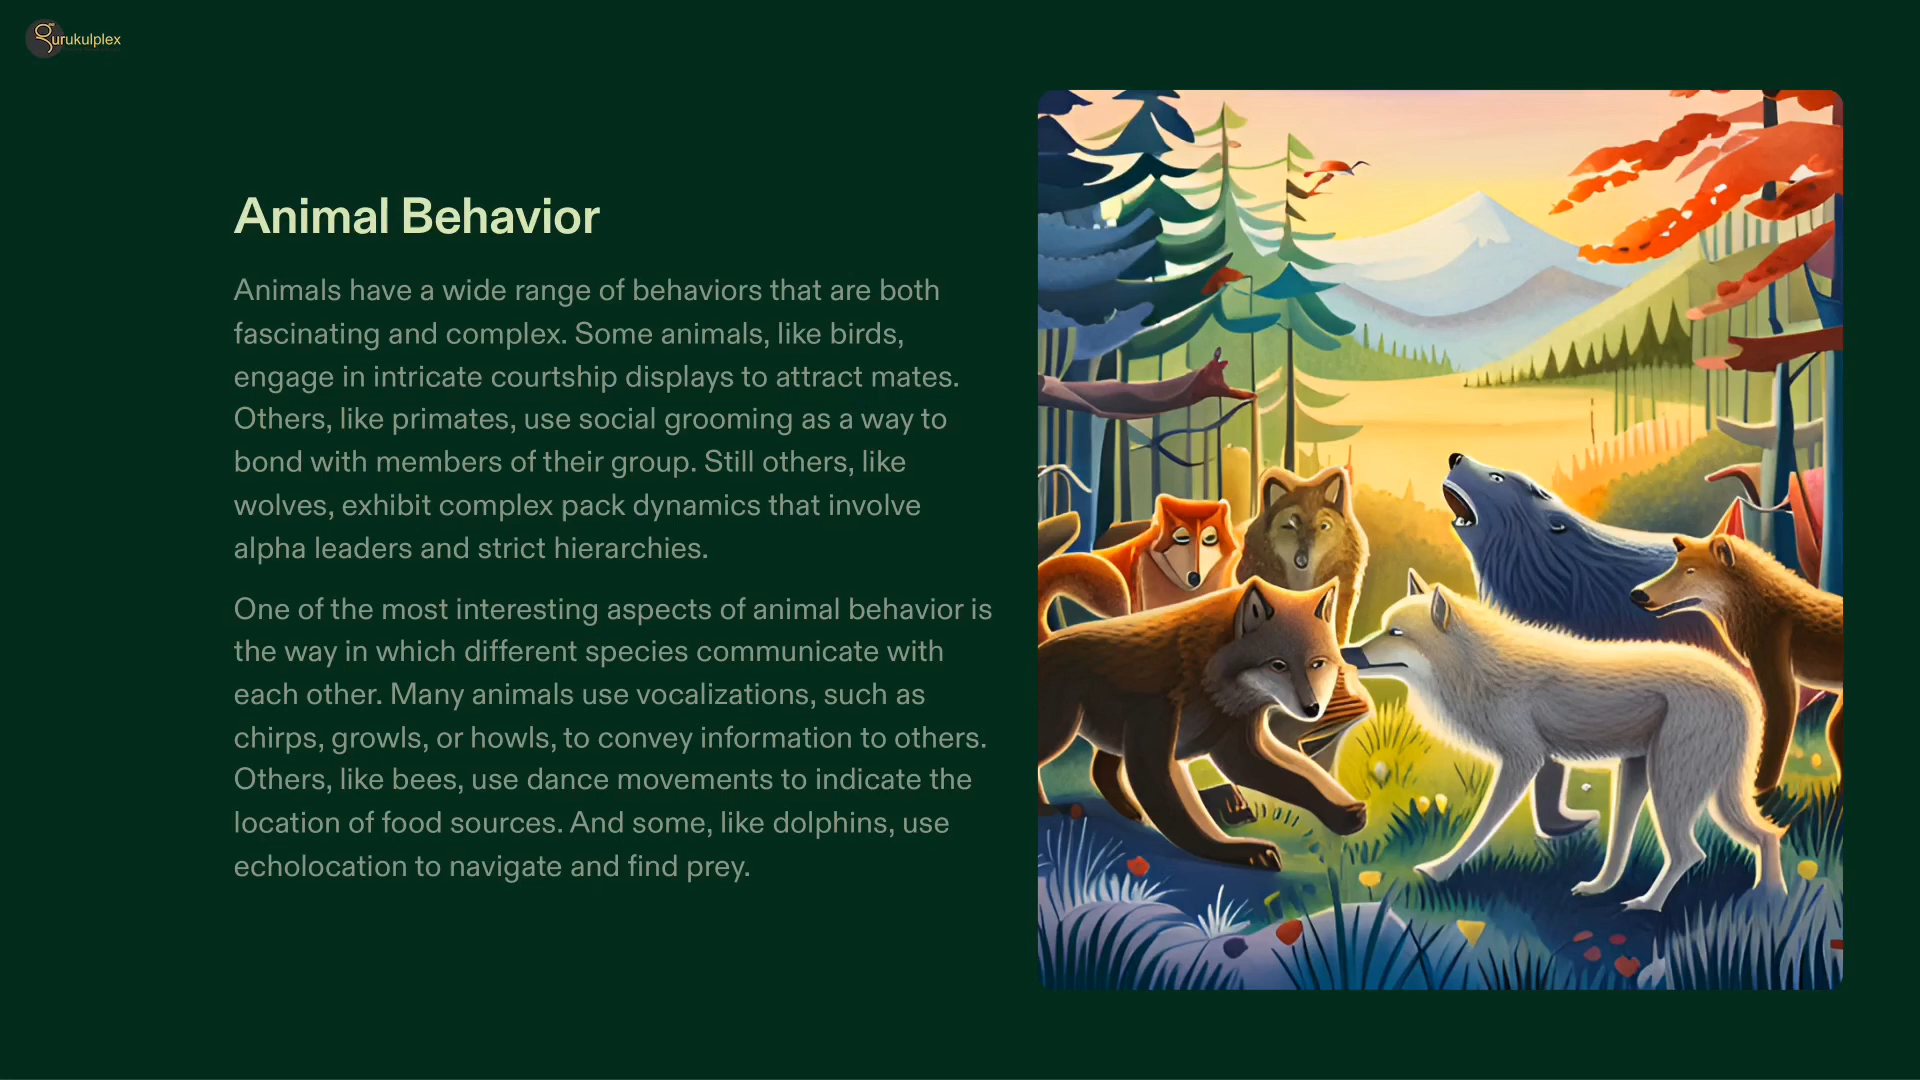 gurukulplex
Animal Behavior
Animals have a wide range of behaviors that are both
fascinating and complex. Some animals, like birds,
engage in intricate courtship displays to attract mates.
Others, like primates, use social grooming as a way to
bond with members of their group. Still others, like
wolves, exhibit complex pack dynamics that involve
alpha leaders and strict hierarchies.
One of the most interesting aspects of animal behavior is
the way in which different species communicate with
each other. Many animals use vocalizations, such as
chirps, growls, or howls, to convey information to others.
Others, like bees, use dance movements to indicate the
location of food sources. And some, like dolphins, use
echolocation to navigate and find prey.